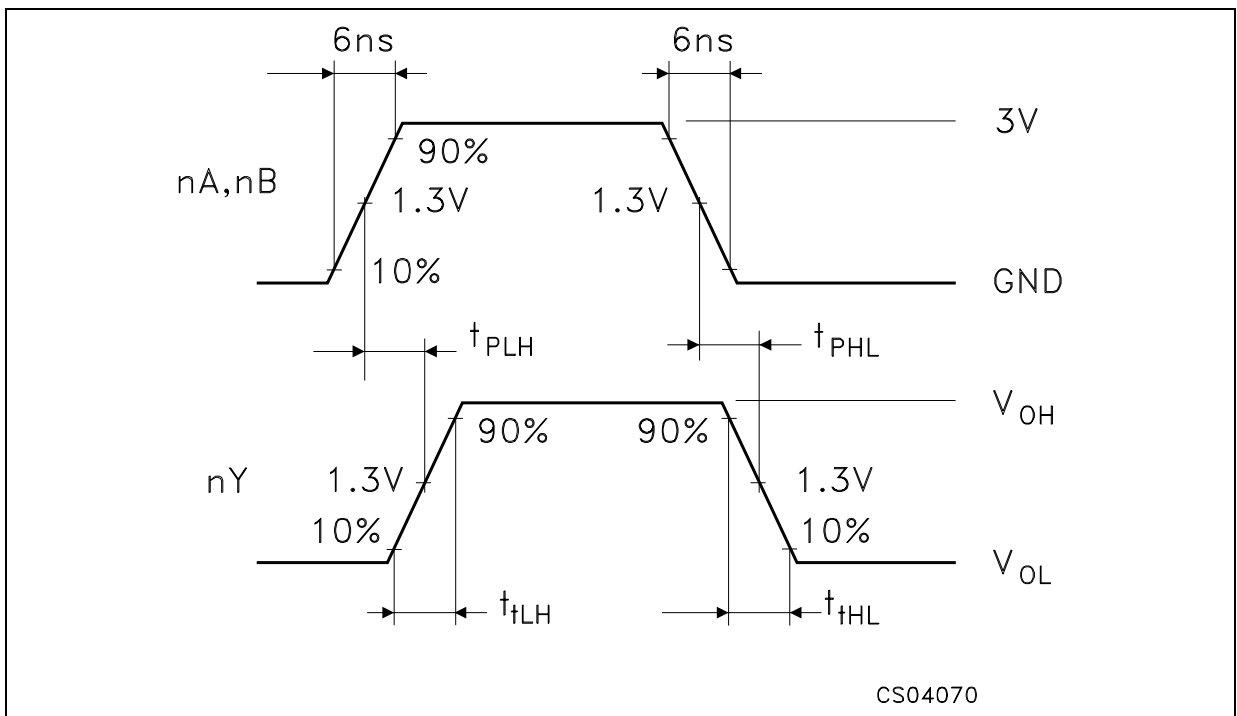 6ns 6ns
3V
90%
nA,nB
1.3V 1.3V
10%
GND
tPLH tPHL
VOH
90% 90%
nY 1.3V 1.3V
10% 10%
VOL
ttLH ttHL
CS04070